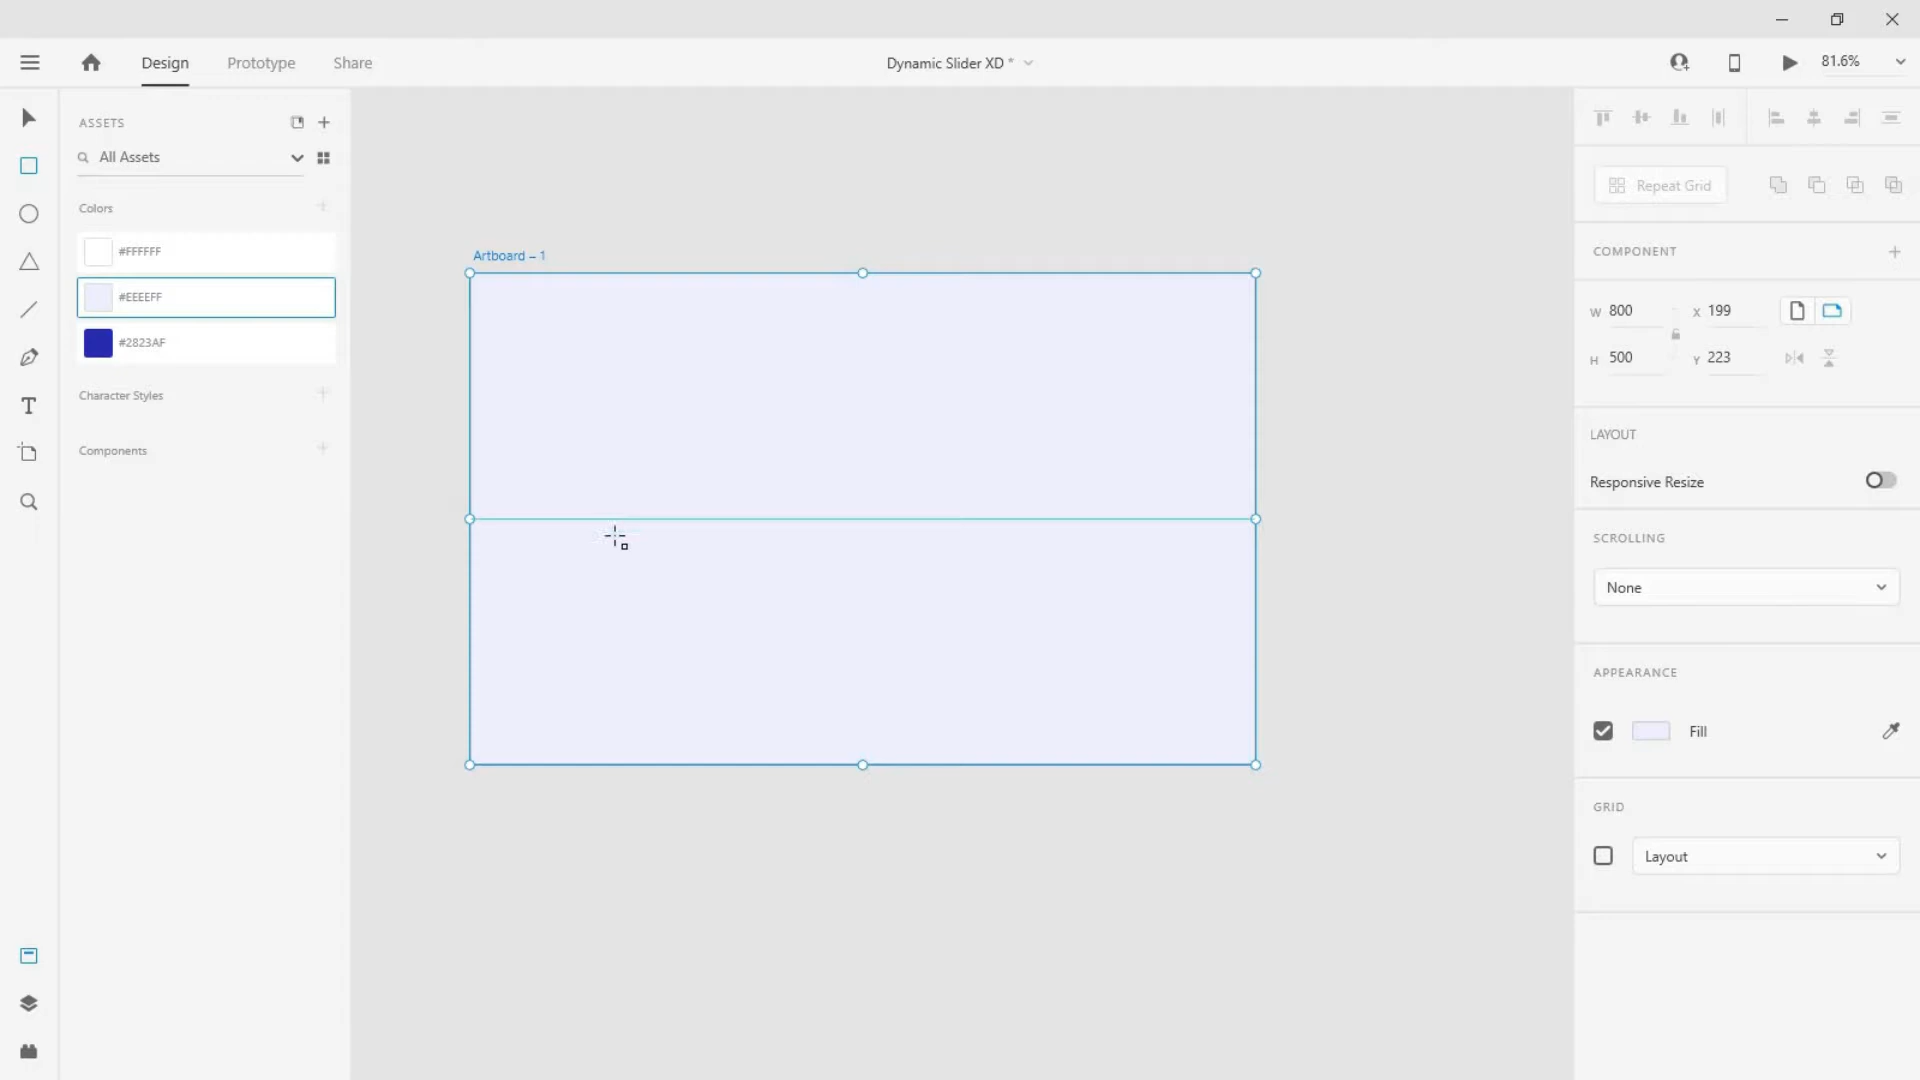 Design
Prototype
Share
Dynamic Slider XD *
81.6%
ASSETS
All Assets
Colors
#FFFFFF
#EEEEFF
#2823AF
Character Styles
Components
Artboard – 1
Repeat Grid
COMPONENT
W 800
X 199
H 500
Y 223
LAYOUT
Responsive Resize
SCROLLING
None
APPEARANCE
Fill
GRID
Layout